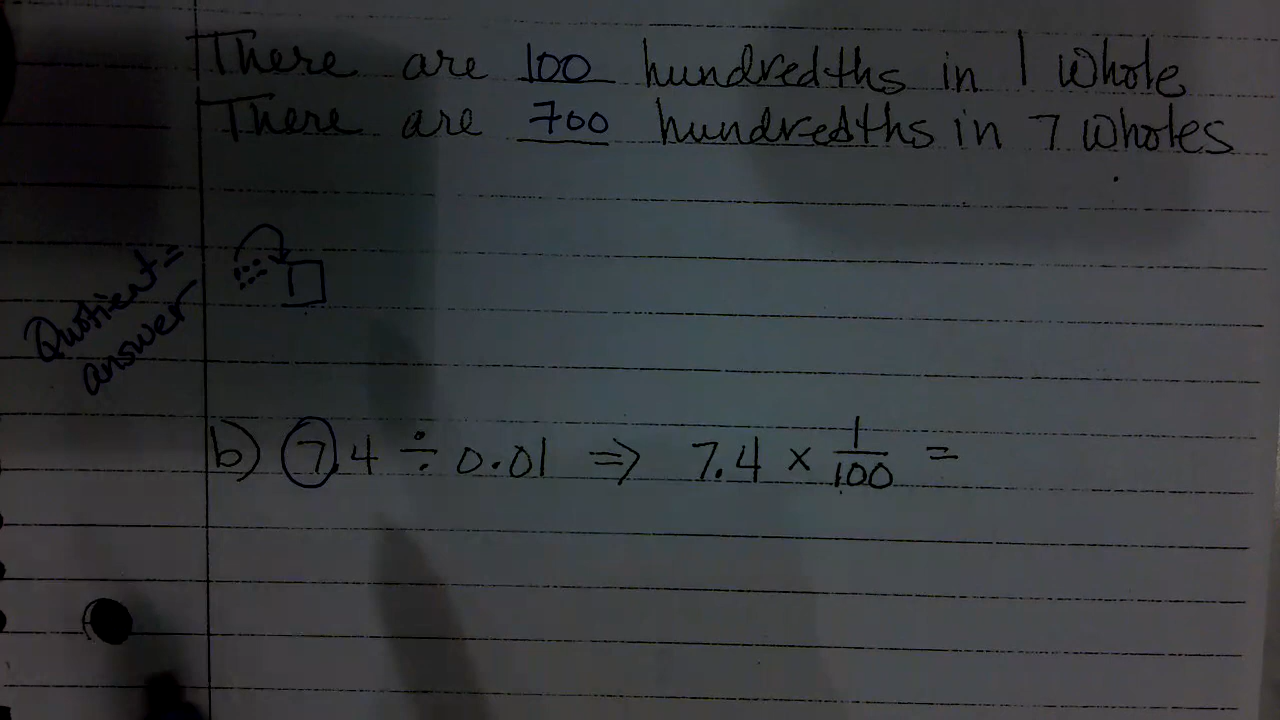 There are 100 hundredths in 1 whole
There are 700 hundredths in 7 wholes
Quotient =
answer
b) 7.4 ÷ 0.01 ⇒ 7.4 × 1/100 =